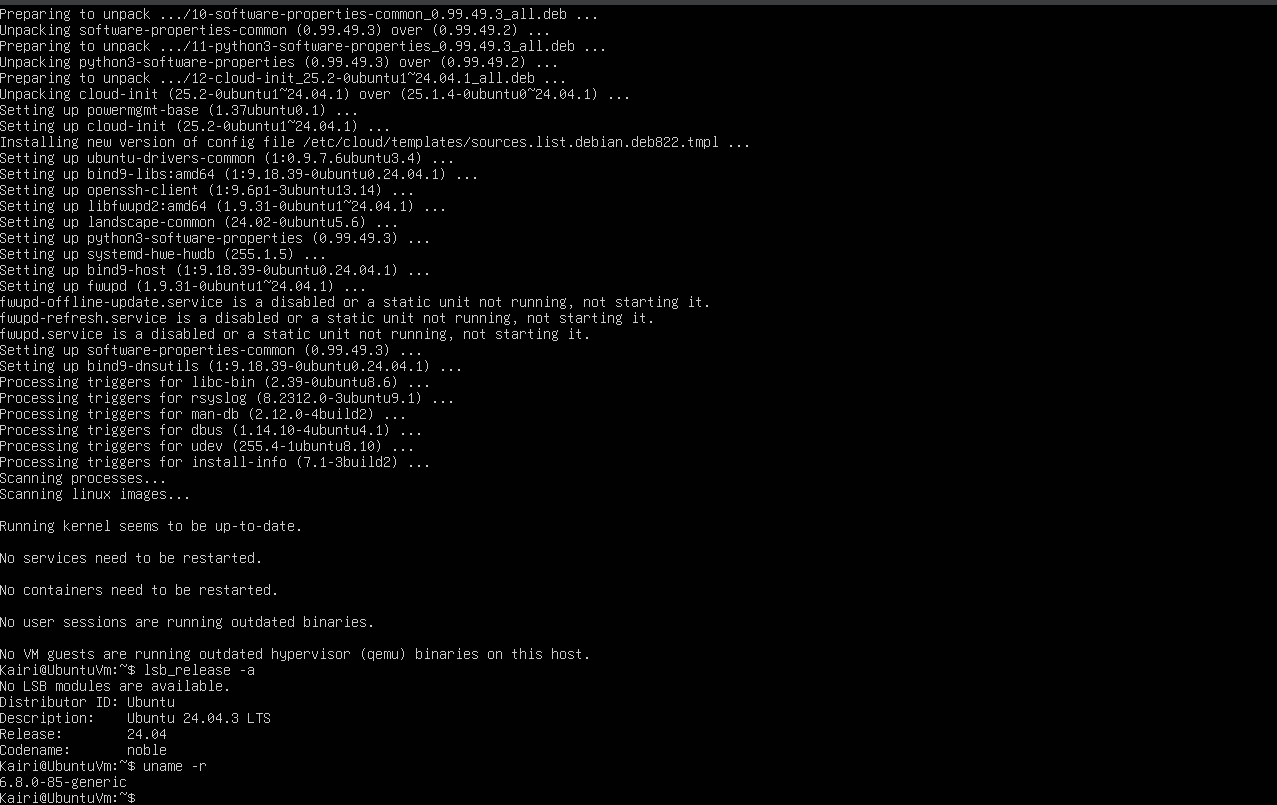 Preparing to unpack .../10-software-properties-common_0.99.49.3_all.deb ...
Unpacking software-properties-common (0.99.49.3) over (0.99.49.2) ...
Preparing to unpack .../11-python3-software-properties_0.99.49.3_all.deb ...
Unpacking python3-software-properties (0.99.49.3) over (0.99.49.2) ...
Preparing to unpack .../12-cloud-init_25.2-0ubuntu1~24.04.1_all.deb ...
Unpacking cloud-init (25.2-0ubuntu1~24.04.1) over (25.1.4-0ubuntu0~24.04.1) ...
Setting up powermgmt-base (1.37ubuntu0.1) ...
Setting up cloud-init (25.2-0ubuntu1~24.04.1) ...
Installing new version of config file /etc/cloud/templates/sources.list.debian.deb822.tmpl ...
Setting up ubuntu-drivers-common (1:0.9.7.6ubuntu3.4) ...
Setting up bind9-libs:amd64 (1:9.18.39-0ubuntu0.24.04.1) ...
Setting up openssh-client (1:9.6p1-3ubuntu13.14) ...
Setting up libfwupd2:amd64 (1.9.31-0ubuntu1~24.04.1) ...
Setting up landscape-common (24.02-0ubuntu5.6) ...
Setting up python3-software-properties (0.99.49.3) ...
Setting up systemd-hwe-hwdb (255.1.5) ...
Setting up bind9-host (1:9.18.39-0ubuntu0.24.04.1) ...
Setting up fwupd (1.9.31-0ubuntu1~24.04.1) ...
fwupd-offline-update.service is a disabled or a static unit not running, not starting it.
fwupd-refresh.service is a disabled or a static unit not running, not starting it.
fwupd.service is a disabled or a static unit not running, not starting it.
Setting up software-properties-common (0.99.49.3) ...
Setting up bind9-dnsutils (1:9.18.39-0ubuntu0.24.04.1) ...
Processing triggers for libc-bin (2.39-0ubuntu8.6) ...
Processing triggers for rsyslog (8.2312.0-3ubuntu9.1) ...
Processing triggers for man-db (2.12.0-4build2) ...
Processing triggers for dbus (1.14.10-4ubuntu4.1) ...
Processing triggers for udev (255.4-1ubuntu8.10) ...
Processing triggers for install-info (7.1-3build2) ...
Scanning processes...
Scanning linux images...
Running kernel seems to be up-to-date.
No services need to be restarted.
No containers need to be restarted.
No user sessions are running outdated binaries.
No VM guests are running outdated hypervisor (qemu) binaries on this host.
Kairi@UbuntuVm:~$ lsb_release -a
No LSB modules are available.
Distributor ID: Ubuntu
Description:    Ubuntu 24.04.3 LTS
Release:        24.04
Codename:       noble
Kairi@UbuntuVm:~$ uname -r
6.8.0-85-generic
Kairi@UbuntuVm:~$